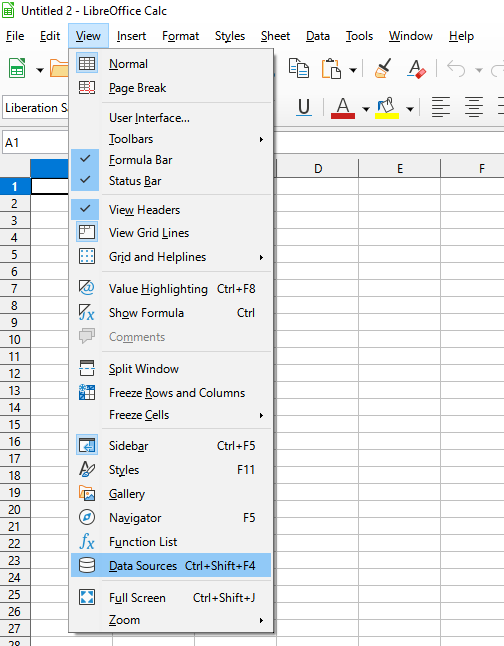 Untitled 2 - LibreOffice Calc
File Edit View Insert Format Styles Sheet Data Tools Window Help
Normal
Page Break
Liberation S
U A
User Interface...
A1
Toolbars
Formula Bar
D E F
Status Bar
1
2
View Headers
3
View Grid Lines
4
Grid and Helplines
5
6
Value Highlighting Ctrl+F8
7
Show Formula Ctrl
8
9
Comments
10
11
Split Window
12
Freeze Rows and Columns
13
Freeze Cells
14
15
Sidebar Ctrl+F5
16
17
Styles F11
18
Gallery
19
20
Navigator F5
21
Function List
22
23
Data Sources Ctrl+Shift+F4
24
25
Full Screen Ctrl+Shift+J
26
Zoom
27
28